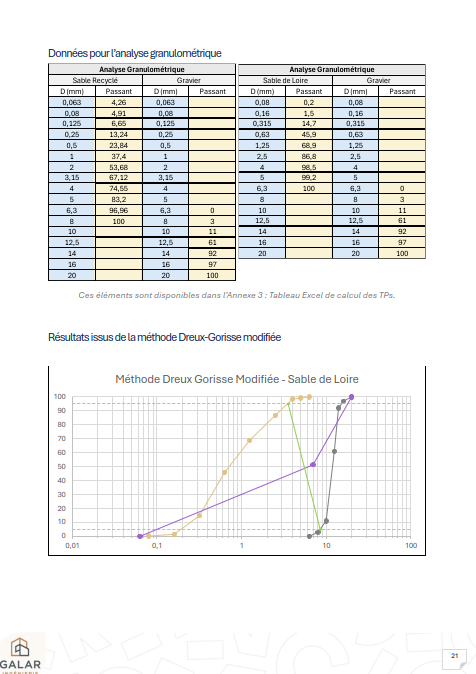 Données pour l'analyse granulométrique
Analyse Granulométrique
Sable Recyclé Gravier
D (mm) Passant D (mm) Passant
0,063 4,26 0,063
0,08 4,91 0,08
0,125 6,65 0,125
0,25 13,24 0,25
0,5 23,84 0,5
1 37,4 1
2 53,68 2
3,15 67,12 3,15
4 74,55 4
5 83,2 5
6,3 96,96 6,3 0
8 100 8 3
10 10 11
12,5 12,5 61
14 14 92
16 16 97
20 20 100
Analyse Granulométrique
Sable de Loire Gravier
D (mm) Passant D (mm) Passant
0,08 0,2 0,08
0,16 1,5 0,16
0,315 14,7 0,315
0,63 45,9 0,63
1,25 68,9 1,25
2,5 86,8 2,5
4 98,5 4
5 99,2 5
6,3 100 6,3 0
8 8 3
10 10 11
12,5 12,5 61
14 14 92
16 16 97
20 20 100
Ces éléments sont disponibles dans l'Annexe 3 : Tableau Excel de calcul des TPs.
Résultats issus de la méthode Dreux-Gorisse modifiée
Méthode Dreux Gorisse Modifiée - Sable de Loire
100
90
80
70
60
50
40
30
20
10
0
0,01 0,1 1 10 100
GALAR
INGÉNIERIE
21